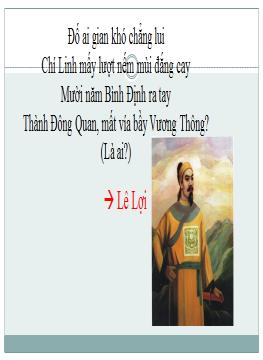 Đố ai gian khó chẳng lui
Chí Linh mấy lượt nếm mùi đắng cay
Mười năm Bình Định ra tay
Thành Đông Quan, mất vía bầy Vương Thông?
(Là ai?)
→ Lê Lợi